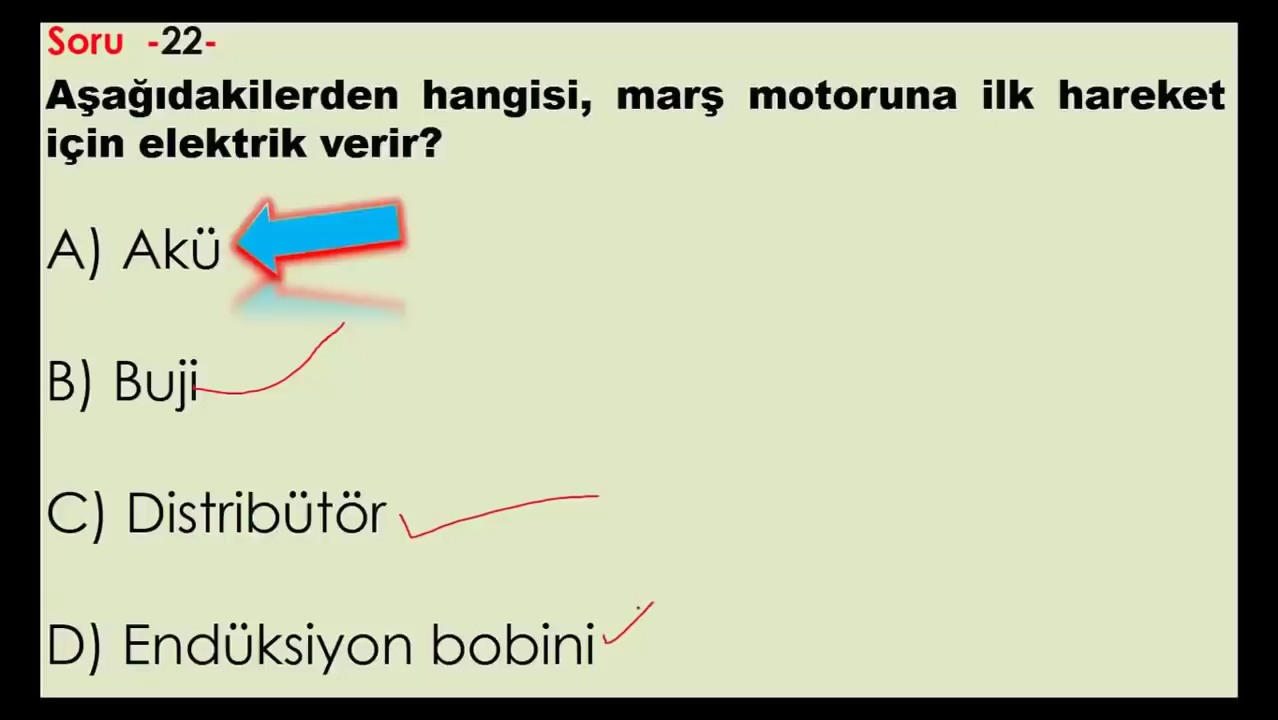 Soru -22-
Aşağıdakilerden hangisi, marş motoruna ilk hareket
için elektrik verir?
A) Akü
B) Buji
C) Distribütör
D) Endüksiyon bobini